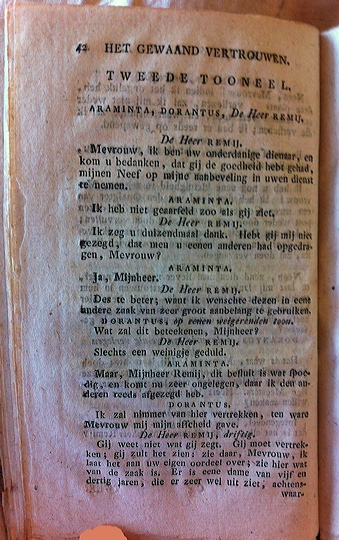 42 HET GEWAAND VERTROUWEN.
TWEEDE TOONEEL.
ARAMINTA, DORANTUS, De Heer REMIJ.
De Heer REMIJ.
Mevrouw, ik ben uw onderdanige dienaar, en
kom u bedanken, dat gij de goedheid hebt gehad,
mijnen Neef op mijne aanbeveling in uwen dienst
te nemen.
ARAMINTA.
Ik heb niet geaarfeld zoo als gij ziet.
De Heer REMIJ.
Ik zeg u duizendmaal dank. Hebt gij mij niet
gezegd, dat men u eenen anderen had opgedra-
gen, Mevrouw?
ARAMINTA.
Ja, Mijnheer.
De Heer REMIJ.
Des te beter; want ik wenschte dezen in eene
andere zaak van zeer groot aanbelang te gebruiken.
DORANTUS, op eenen weigerenden toon.
Wat zal dit beteekenen, Mijnheer?
De Heer REMIJ.
Slechts een weinigje geduld.
ARAMINTA.
Maar, Mijnheer Remij, dit besluit is wat spoe-
dig, en komt nu zeer ongelegen, daar ik den an-
deren reeds afgezegd heb.
DORANTUS.
Ik zal nimmer van hier vertrekken, ten ware
Mevrouw mij mijn afscheid gave.
De Heer REMIJ, driftig.
Gij weet niet wat gij zegt. Gij moet vertrek-
ken; gij zult het zien: zie daar, Mevrouw, ik
laat het aan uw eigen oordeel over; zie hier wat
van de zaak is. Er is eene dame van vijf en
dertig jaren, die er zeer wel uit ziet, achtens-
waar-